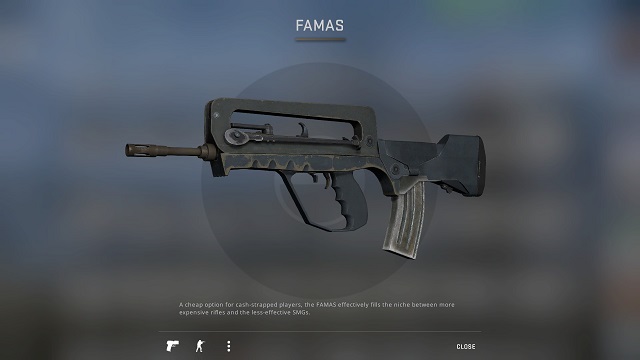 FAMAS
A cheap option for cash-strapped players, the FAMAS effectively fills the niche between more
expensive rifles and the less-effective SMGs.
CLOSE